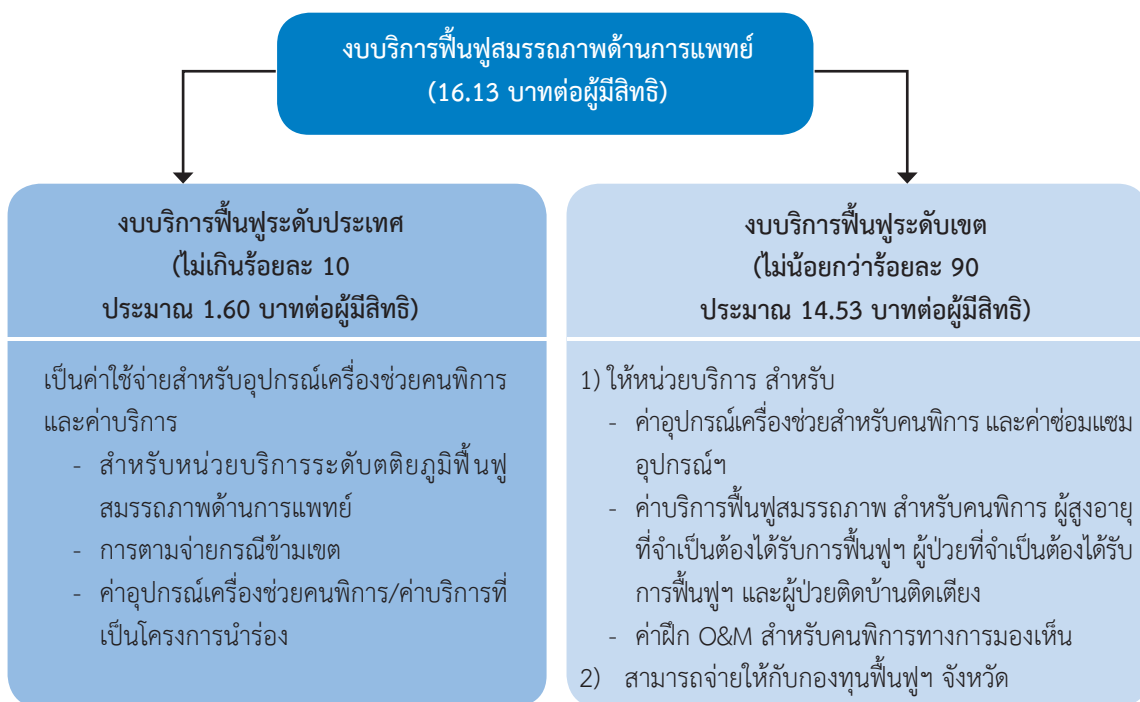 งบบริการฟื้นฟูสมรรถภาพด้านการแพทย์
(16.13 บาทต่อผู้มีสิทธิ)
งบบริการฟื้นฟูระดับประเทศ
(ไม่เกินร้อยละ 10
ประมาณ 1.60 บาทต่อผู้มีสิทธิ)
เป็นค่าใช้จ่ายสำหรับอุปกรณ์เครื่องช่วยคนพิการ
และค่าบริการ
- สำหรับหน่วยบริการระดับตติยภูมิฟื้นฟู
สมรรถภาพด้านการแพทย์
- การตามจ่ายกรณีข้ามเขต
- ค่าอุปกรณ์เครื่องช่วยคนพิการ/ค่าบริการที่
เป็นโครงการนำร่อง
งบบริการฟื้นฟูระดับเขต
(ไม่น้อยกว่าร้อยละ 90
ประมาณ 14.53 บาทต่อผู้มีสิทธิ)
1) ให้หน่วยบริการ สำหรับ
- ค่าอุปกรณ์เครื่องช่วยสำหรับคนพิการ และค่าซ่อมแซม
อุปกรณ์ฯ
- ค่าบริการฟื้นฟูสมรรถภาพ สำหรับคนพิการ ผู้สูงอายุ
ที่จำเป็นต้องได้รับการฟื้นฟูฯ ผู้ป่วยที่จำเป็นต้องได้รับ
การฟื้นฟูฯ และผู้ป่วยติดบ้านติดเตียง
- ค่าฝึก O&M สำหรับคนพิการทางการมองเห็น
2) สามารถจ่ายให้กับกองทุนฟื้นฟูฯ จังหวัด